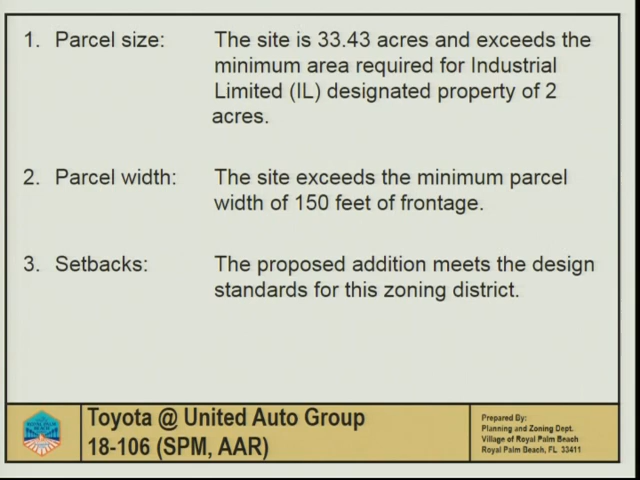 1. Parcel size: The site is 33.43 acres and exceeds the
minimum area required for Industrial
Limited (IL) designated property of 2
acres.
2. Parcel width: The site exceeds the minimum parcel
width of 150 feet of frontage.
3. Setbacks: The proposed addition meets the design
standards for this zoning district.
Toyota @ United Auto Group
18-106 (SPM, AAR)
Prepared By:
Planning and Zoning Dept.
Village of Royal Palm Beach
Royal Palm Beach, FL 33411